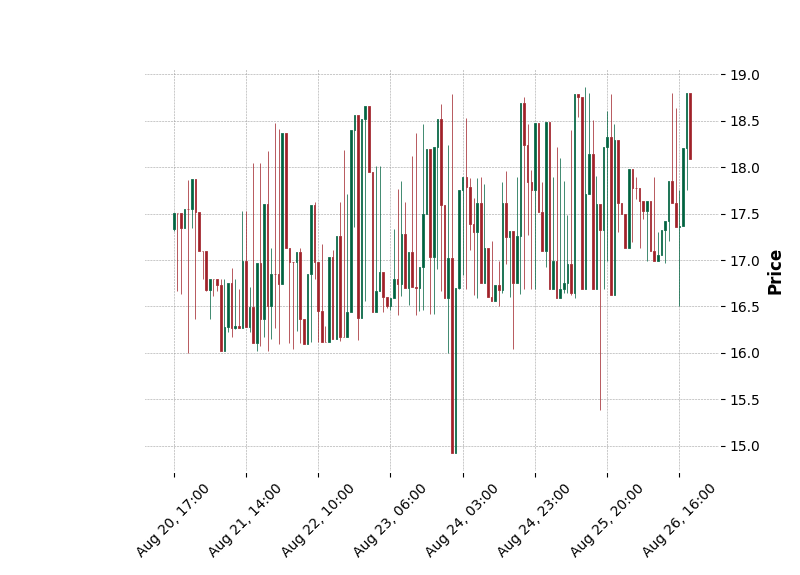 19.0
18.5
18.0
17.5
17.0
16.5
16.0
15.5
15.0
Price
Aug 20, 17:00
Aug 21, 14:00
Aug 22, 10:00
Aug 23, 06:00
Aug 24, 03:00
Aug 24, 23:00
Aug 25, 20:00
Aug 26, 16:00